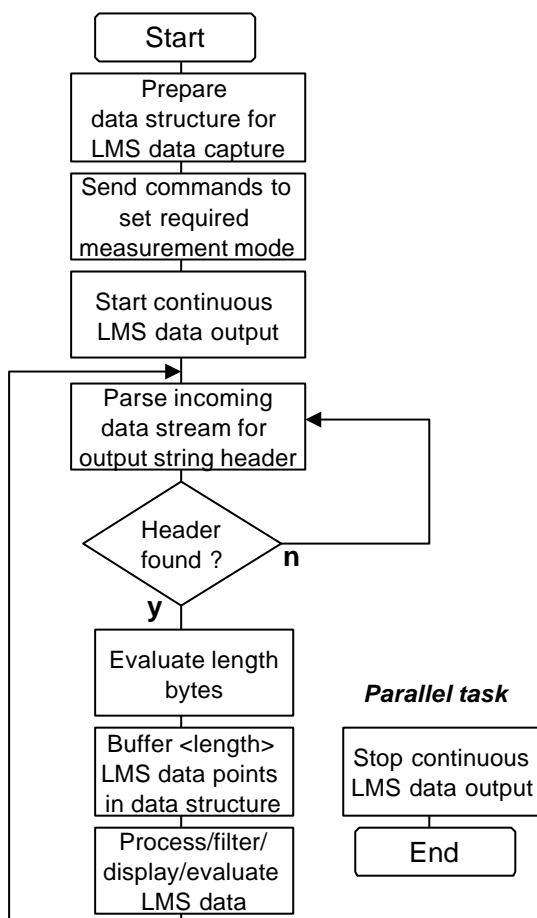 Start
Prepare
data structure for
LMS data capture
Send commands to
set required
measurement mode
Start continuous
LMS data output
Parse incoming
data stream for
output string header
Header
found ?
n
y
Evaluate length
bytes
Buffer <length>
LMS data points
in data structure
Process/filter/
display/evaluate
LMS data
Parallel task
Stop continuous
LMS data output
End